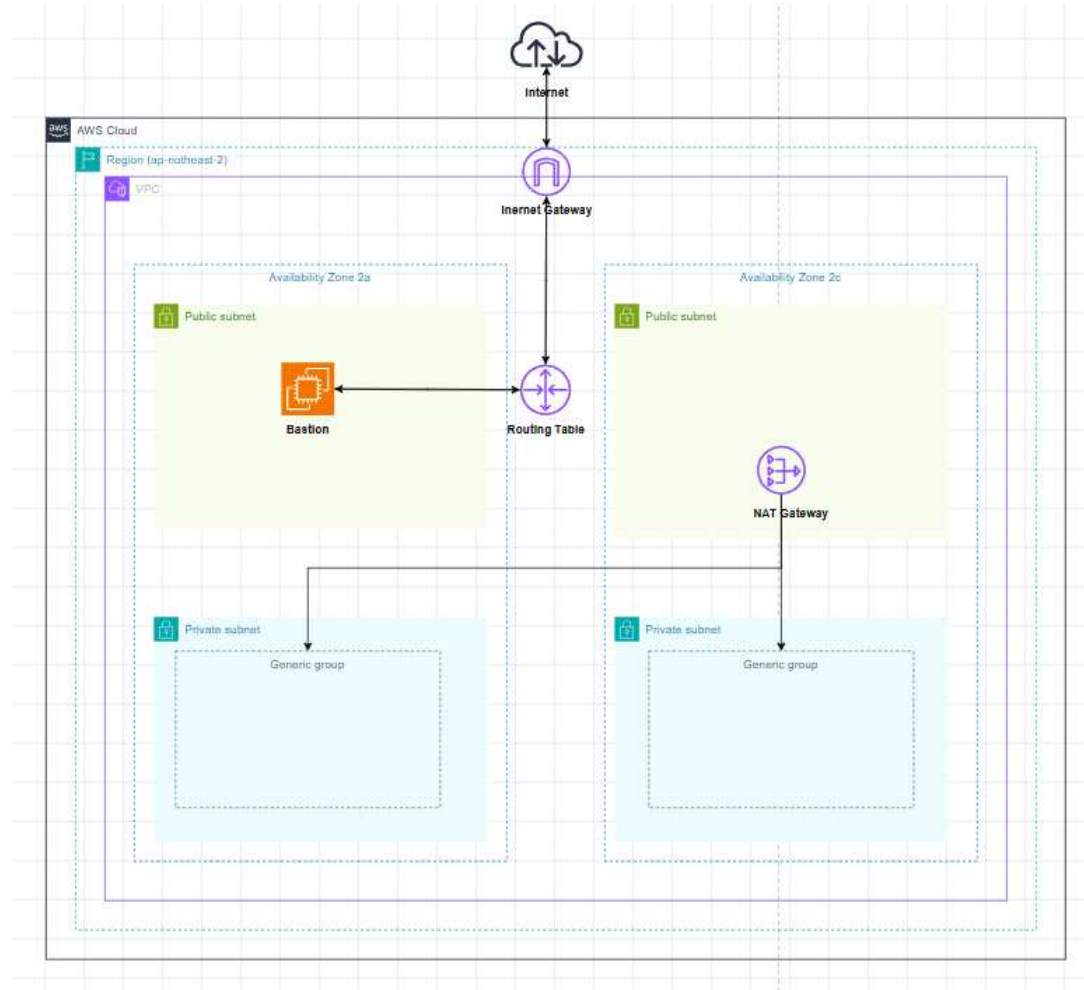 Internet
aws
AWS Cloud
Region (ap-notheast-2)
VPC
Inernet Gateway
Availability Zone 2a
Availability Zone 2c
Public subnet
Public subnet
Bastion
Routing Table
NAT Gateway
Private subnet
Private subnet
Generic group
Generic group